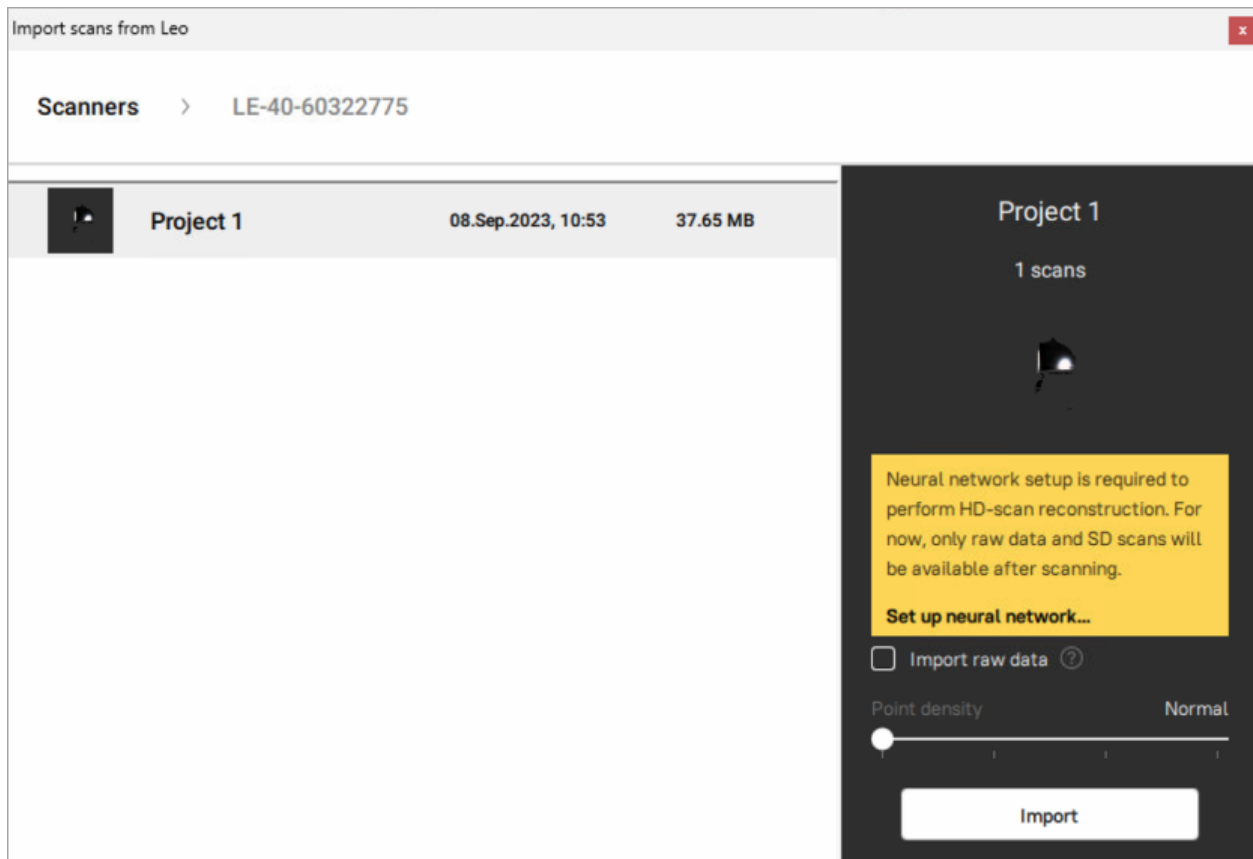 Import scans from Leo
x
Scanners > LE-40-60322775
Project 1 08.Sep.2023, 10:53 37.65 MB
Project 1
1 scans
Neural network setup is required to
perform HD-scan reconstruction. For
now, only raw data and SD scans will
be available after scanning.
Set up neural network...
Import raw data ?
Point density Normal
Import